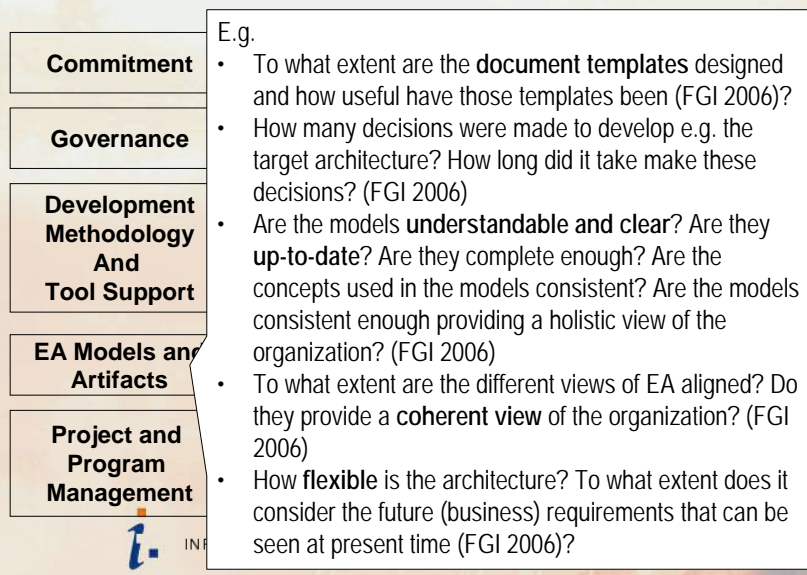 Commitment
Governance
Development
Methodology
And
Tool Support
EA Models and
Artifacts
Project and
Program
Management
E.g.
• To what extent are the document templates designed
and how useful have those templates been (FGI 2006)?
• How many decisions were made to develop e.g. the
target architecture? How long did it take make these
decisions? (FGI 2006)
• Are the models understandable and clear? Are they
up-to-date? Are they complete enough? Are the
concepts used in the models consistent? Are the models
consistent enough providing a holistic view of the
organization? (FGI 2006)
• To what extent are the different views of EA aligned? Do
they provide a coherent view of the organization? (FGI
2006)
• How flexible is the architecture? To what extent does it
consider the future (business) requirements that can be
seen at present time (FGI 2006)?